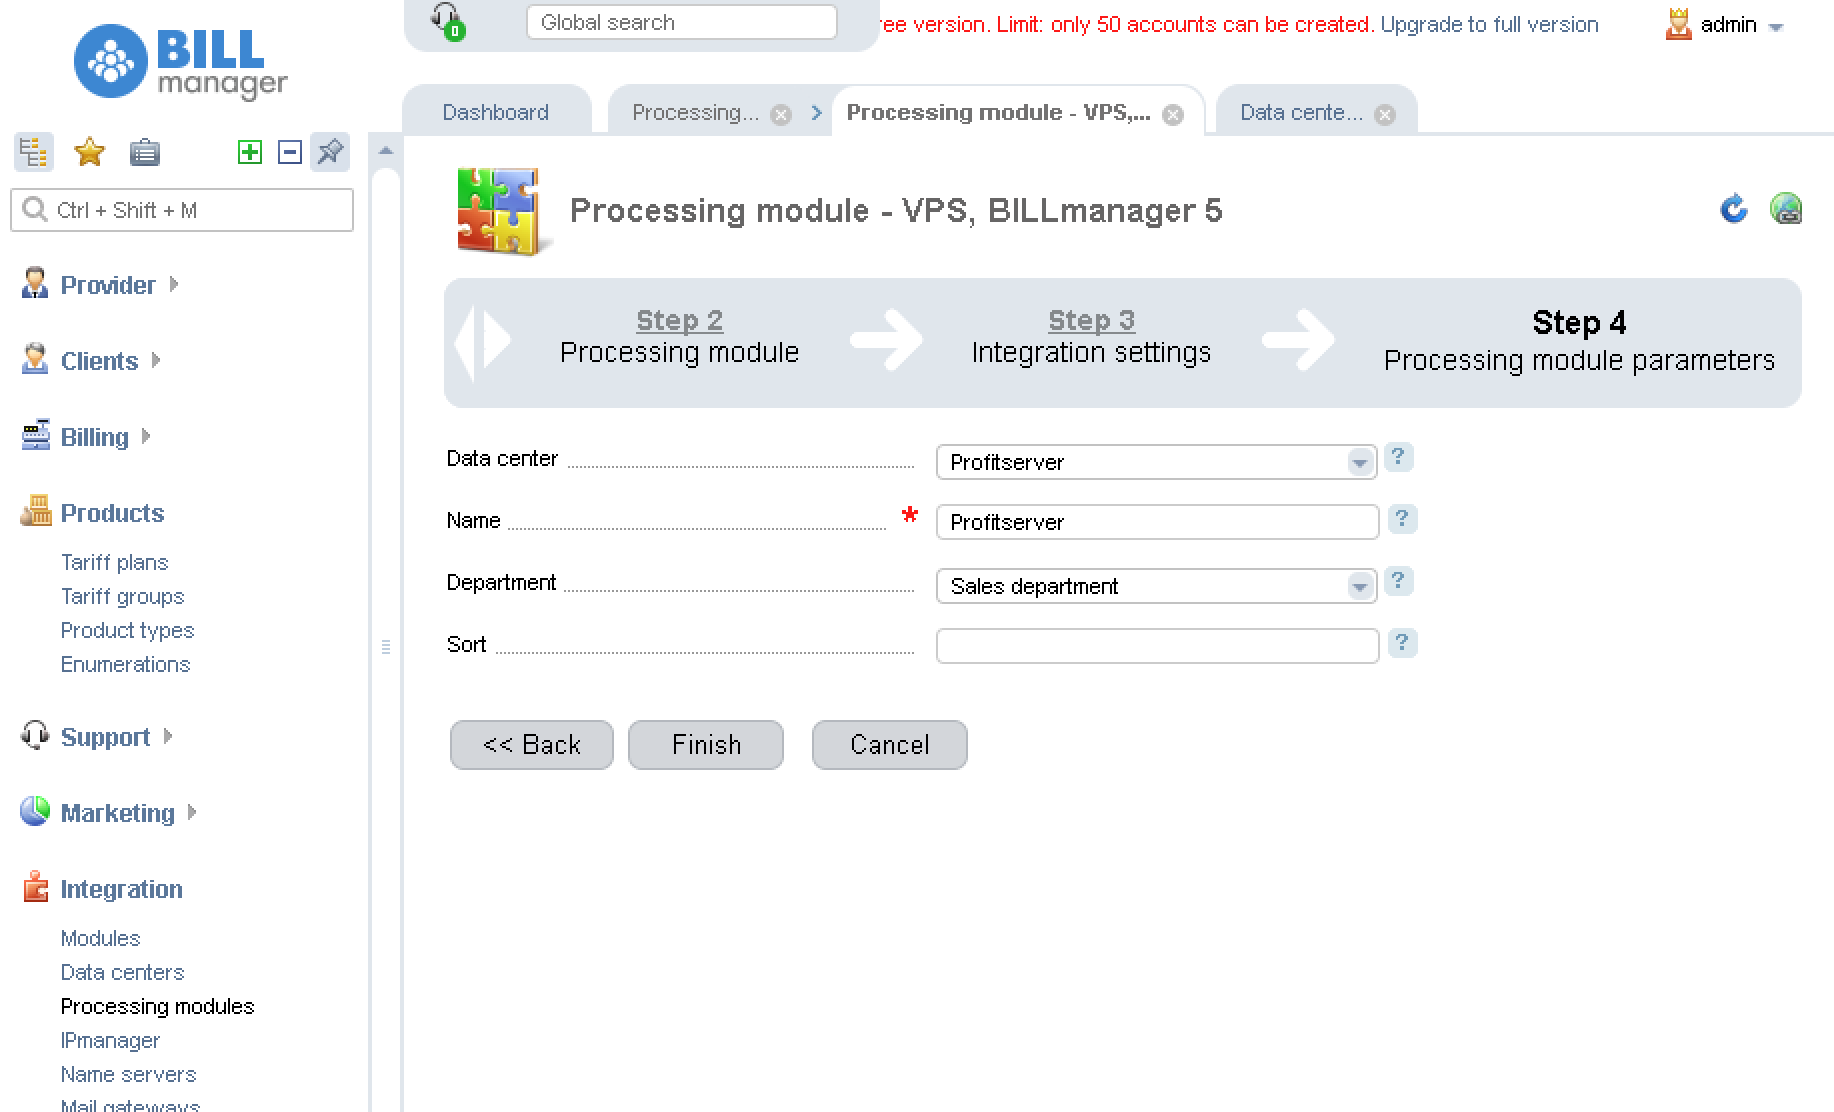 BILL
manager
0
Global search
ree version. Limit: only 50 accounts can be created. Upgrade to full version
admin
Dashboard
Processing...
Processing module - VPS,...
Data cente...
Ctrl + Shift + M
Processing module - VPS, BILLmanager 5
Step 2
Processing module
Step 3
Integration settings
Step 4
Processing module parameters
Provider
Clients
Billing
Products
Tariff plans
Tariff groups
Product types
Enumerations
Support
Marketing
Integration
Modules
Data centers
Processing modules
IPmanager
Name servers
Mail gateways
Data center
Profitserver
?
Name * Profitserver
?
Department
Sales department
?
Sort
?
<< Back
Finish
Cancel